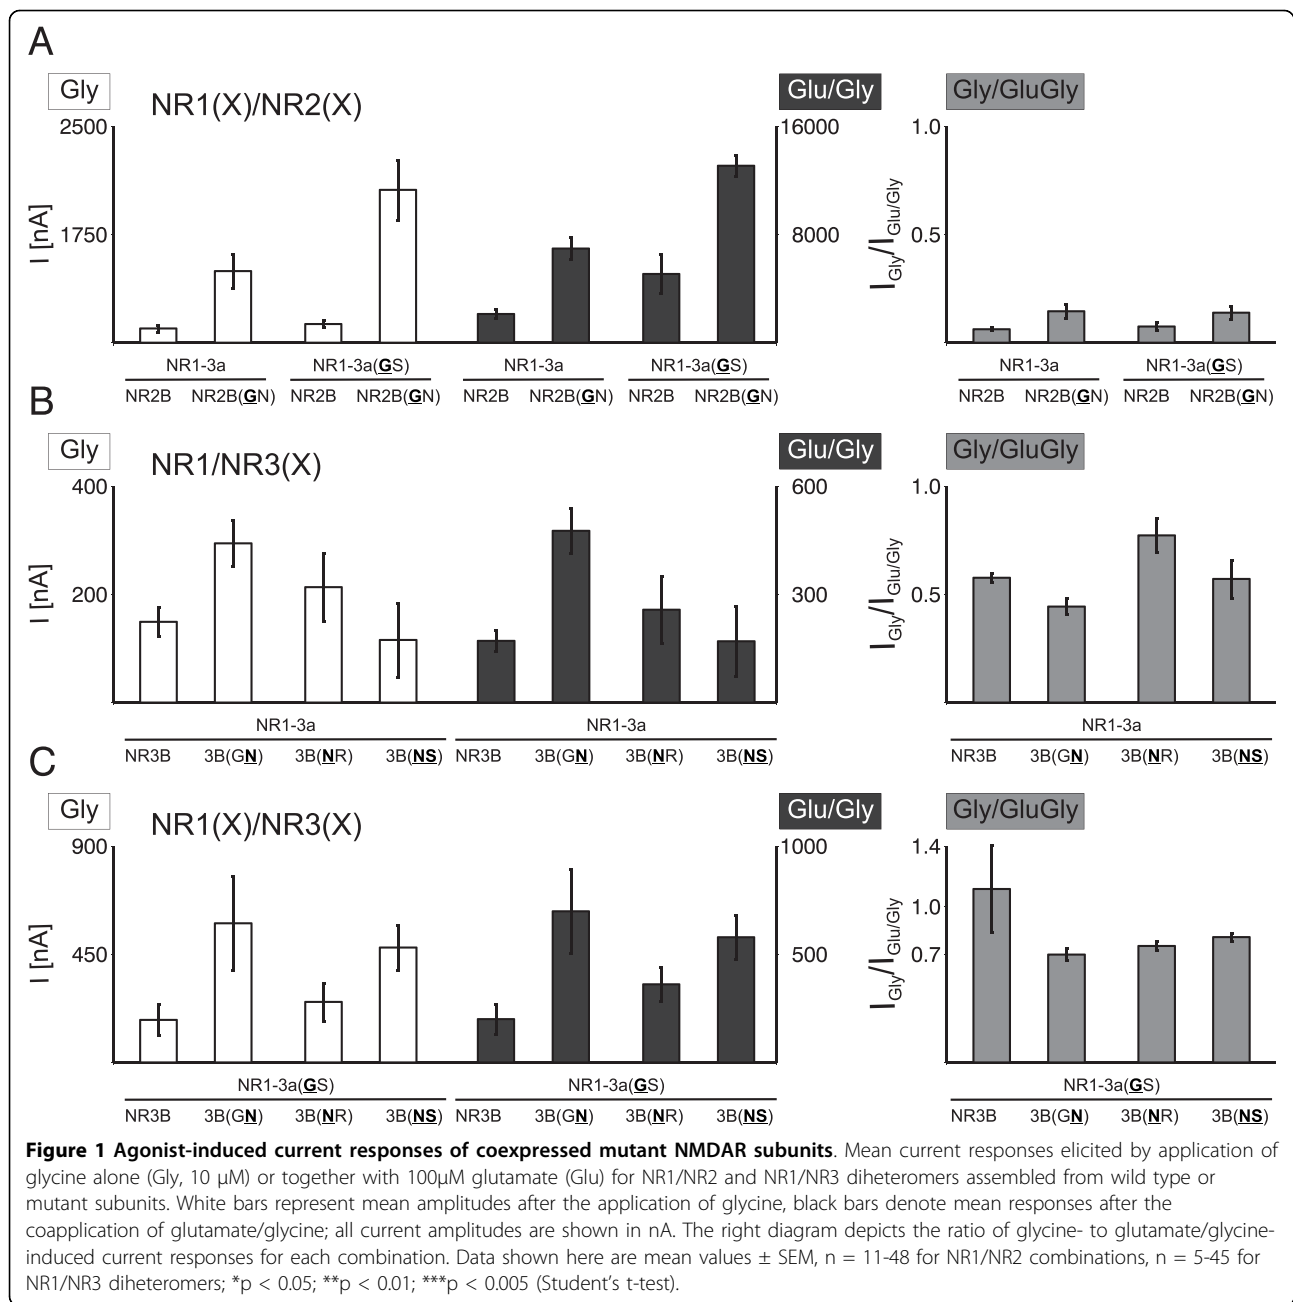 A
Gly
NR1(X)/NR2(X)
Glu/Gly
Gly/GluGly
2500
16000
1.0
I [nA]
1750
8000
I Gly/I Glu/Gly
0.5
NR1-3a
NR1-3a(GS)
NR1-3a
NR1-3a(GS)
NR1-3a
NR1-3a(GS)
NR2B NR2B(GN) NR2B NR2B(GN) NR2B NR2B(GN) NR2B NR2B(GN) NR2B NR2B(GN) NR2B NR2B(GN)
B
Gly
NR1/NR3(X)
Glu/Gly
Gly/GluGly
400
600
1.0
I [nA]
200
300
I Gly/I Glu/Gly
0.5
NR1-3a
NR1-3a
NR1-3a
NR3B 3B(GN) 3B(NR) 3B(NS) NR3B 3B(GN) 3B(NR) 3B(NS) NR3B 3B(GN) 3B(NR) 3B(NS)
C
Gly
NR1(X)/NR3(X)
Glu/Gly
Gly/GluGly
900
1000
1.4
1.0
I [nA]
450
500
I Gly/I Glu/Gly
0.7
NR1-3a(GS)
NR1-3a(GS)
NR1-3a(GS)
NR3B 3B(GN) 3B(NR) 3B(NS) NR3B 3B(GN) 3B(NR) 3B(NS) NR3B 3B(GN) 3B(NR) 3B(NS)
Figure 1 Agonist-induced current responses of coexpressed mutant NMDAR subunits. Mean current responses elicited by application of
glycine alone (Gly, 10 μM) or together with 100μM glutamate (Glu) for NR1/NR2 and NR1/NR3 diheteromers assembled from wild type or
mutant subunits. White bars represent mean amplitudes after the application of glycine, black bars denote mean responses after the
coapplication of glutamate/glycine; all current amplitudes are shown in nA. The right diagram depicts the ratio of glycine- to glutamate/glycine-
induced current responses for each combination. Data shown here are mean values ± SEM, n = 11-48 for NR1/NR2 combinations, n = 5-45 for
NR1/NR3 diheteromers; *p < 0.05; **p < 0.01; ***p < 0.005 (Student's t-test).